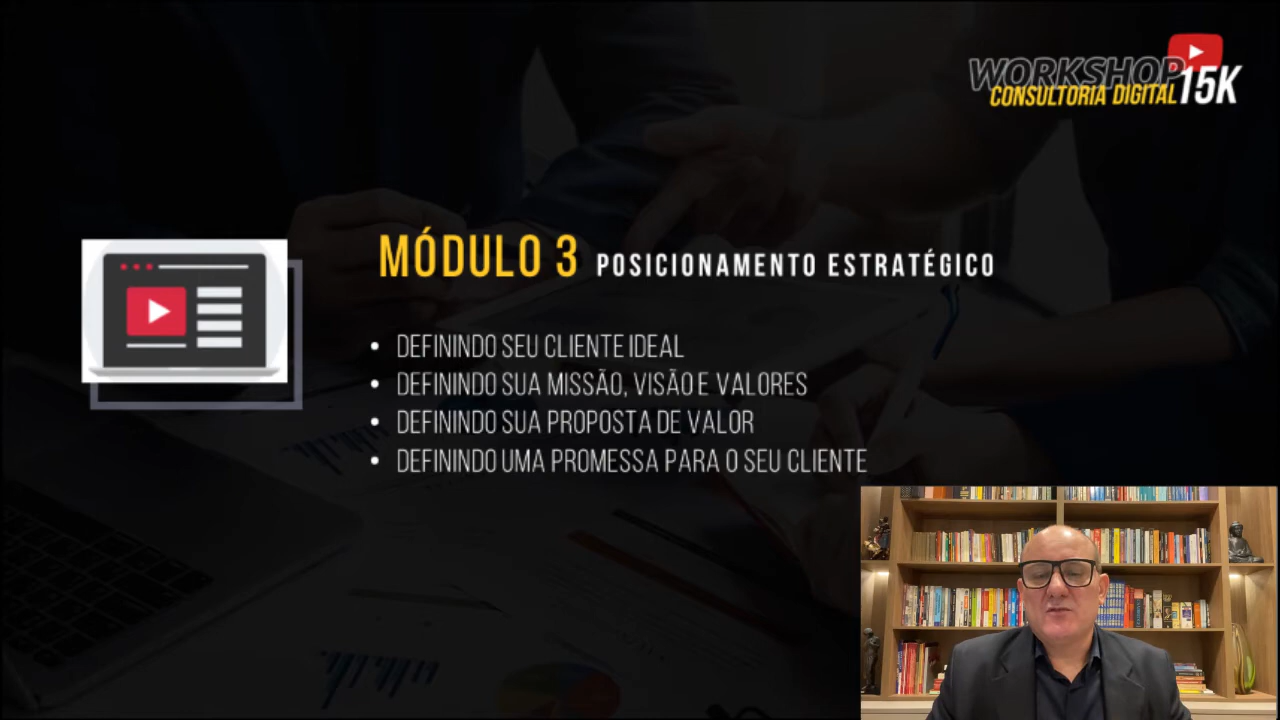 WORKSHOP
CONSULTORIA DIGITAL 15K
MÓDULO 3 POSICIONAMENTO ESTRATÉGICO
• DEFININDO SEU CLIENTE IDEAL
• DEFININDO SUA MISSÃO, VISÃO E VALORES
• DEFININDO SUA PROPOSTA DE VALOR
• DEFININDO UMA PROMESSA PARA O SEU CLIENTE